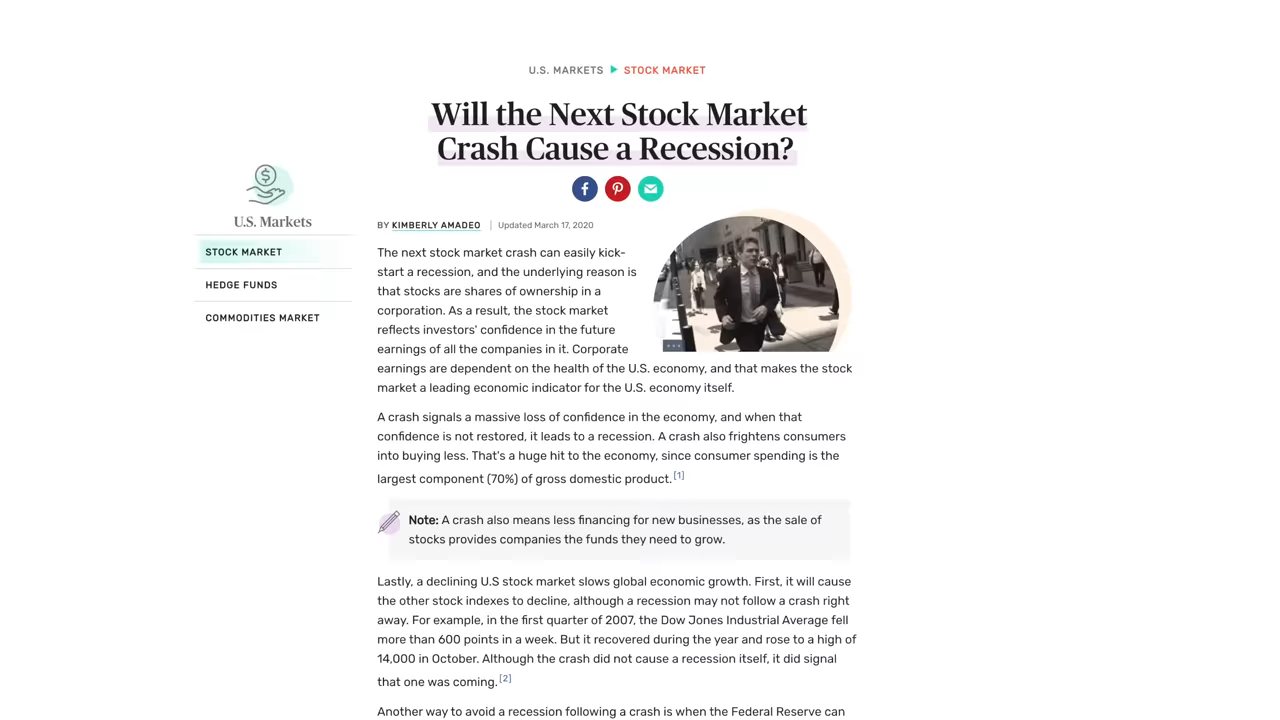 U.S. MARKETS STOCK MARKET
Will the Next Stock Market
Crash Cause a Recession?
U.S. Markets
STOCK MARKET
HEDGE FUNDS
COMMODITIES MARKET
BY KIMBERLY AMADEO | Updated March 17, 2020
The next stock market crash can easily kick-
start a recession, and the underlying reason is
that stocks are shares of ownership in a
corporation. As a result, the stock market
reflects investors' confidence in the future
earnings of all the companies in it. Corporate
earnings are dependent on the health of the U.S. economy, and that makes the stock
market a leading economic indicator for the U.S. economy itself.
A crash signals a massive loss of confidence in the economy, and when that
confidence is not restored, it leads to a recession. A crash also frightens consumers
into buying less. That's a huge hit to the economy, since consumer spending is the
largest component (70%) of gross domestic product. [1]
Note: A crash also means less financing for new businesses, as the sale of
stocks provides companies the funds they need to grow.
Lastly, a declining U.S stock market slows global economic growth. First, it will cause
the other stock indexes to decline, although a recession may not follow a crash right
away. For example, in the first quarter of 2007, the Dow Jones Industrial Average fell
more than 600 points in a week. But it recovered during the year and rose to a high of
14,000 in October. Although the crash did not cause a recession itself, it did signal
that one was coming. [2]
Another way to avoid a recession following a crash is when the Federal Reserve can